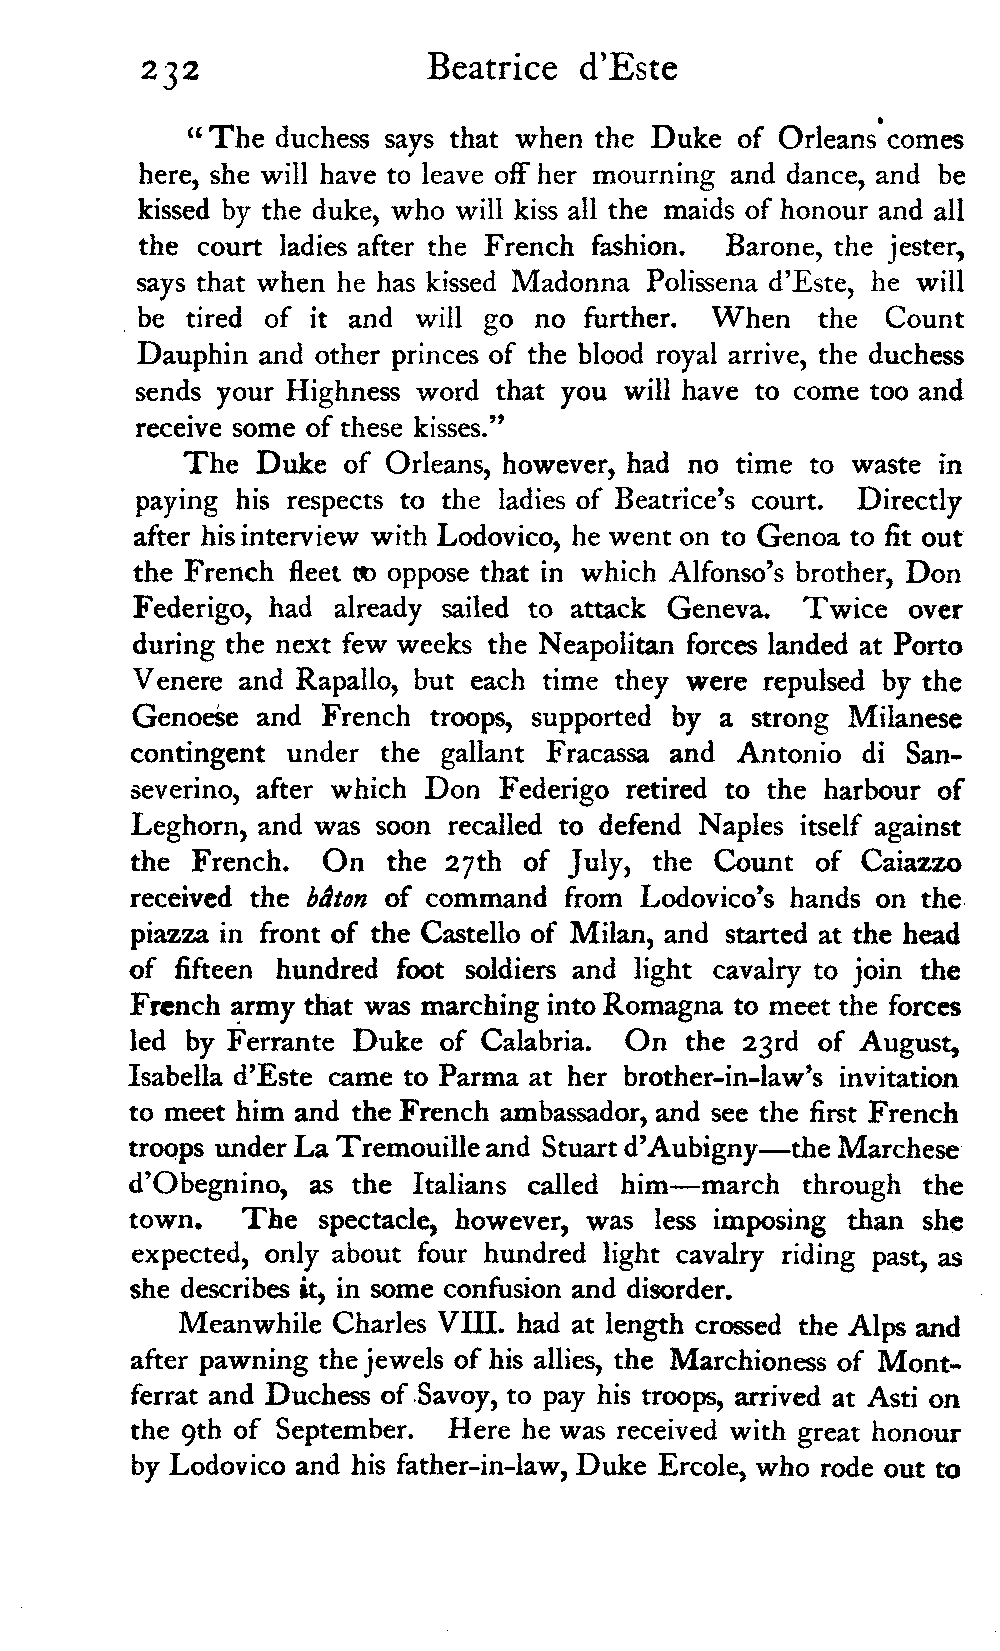 232 Beatrice d'Este
"The duchess says that when the Duke of Orleans comes
here, she will have to leave off her mourning and dance, and be
kissed by the duke, who will kiss all the maids of honour and all
the court ladies after the French fashion. Barone, the jester,
says that when he has kissed Madonna Polissena d'Este, he will
be tired of it and will go no further. When the Count
Dauphin and other princes of the blood royal arrive, the duchess
sends your Highness word that you will have to come too and
receive some of these kisses."
The Duke of Orleans, however, had no time to waste in
paying his respects to the ladies of Beatrice's court. Directly
after his interview with Lodovico, he went on to Genoa to fit out
the French fleet to oppose that in which Alfonso's brother, Don
Federigo, had already sailed to attack Geneva. Twice over
during the next few weeks the Neapolitan forces landed at Porto
Venere and Rapallo, but each time they were repulsed by the
Genoese and French troops, supported by a strong Milanese
contingent under the gallant Fracassa and Antonio di San-
severino, after which Don Federigo retired to the harbour of
Leghorn, and was soon recalled to defend Naples itself against
the French. On the 27th of July, the Count of Caiazzo
received the bâton of command from Lodovico's hands on the
piazza in front of the Castello of Milan, and started at the head
of fifteen hundred foot soldiers and light cavalry to join the
French army that was marching into Romagna to meet the forces
led by Ferrante Duke of Calabria. On the 23rd of August,
Isabella d'Este came to Parma at her brother-in-law's invitation
to meet him and the French ambassador, and see the first French
troops under La Tremouille and Stuart d'Aubigny—the Marchese
d'Obegnino, as the Italians called him—march through the
town. The spectacle, however, was less imposing than she
expected, only about four hundred light cavalry riding past, as
she describes it, in some confusion and disorder.
Meanwhile Charles VIII. had at length crossed the Alps and
after pawning the jewels of his allies, the Marchioness of Mont-
ferrat and Duchess of Savoy, to pay his troops, arrived at Asti on
the 9th of September. Here he was received with great honour
by Lodovico and his father-in-law, Duke Ercole, who rode out to